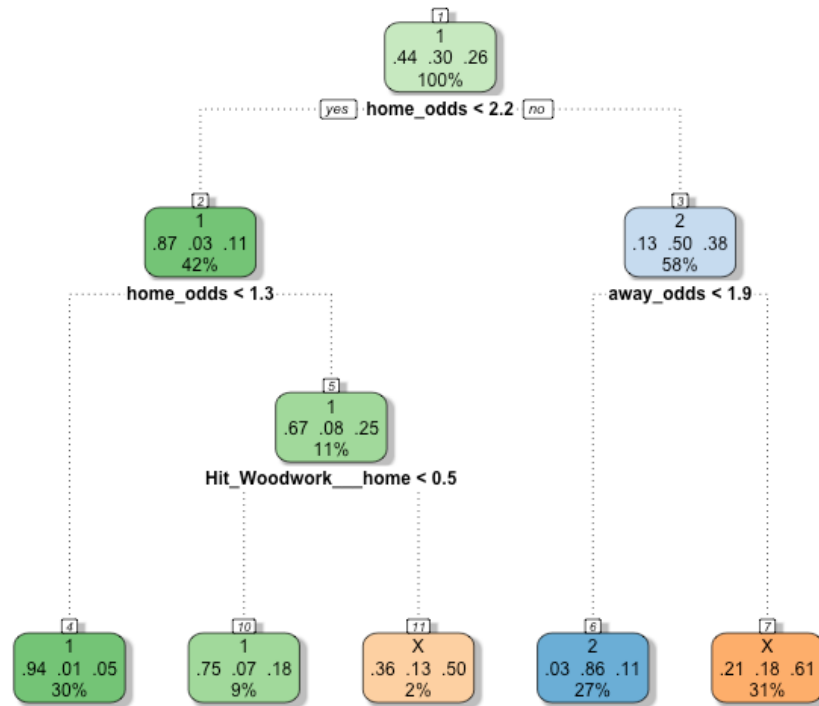 1
1
.44 .30 .26
100%
yes home_odds < 2.2 no
2
3
1
2
.87 .03 .11
.13 .50 .38
42%
58%
home_odds < 1.3
away_odds < 1.9
5
1
.67 .08 .25
11%
Hit_Woodwork___home < 0.5
4
10
11
6
7
1
1
X
2
X
.94 .01 .05
.75 .07 .18
.36 .13 .50
.03 .86 .11
.21 .18 .61
30%
9%
2%
27%
31%